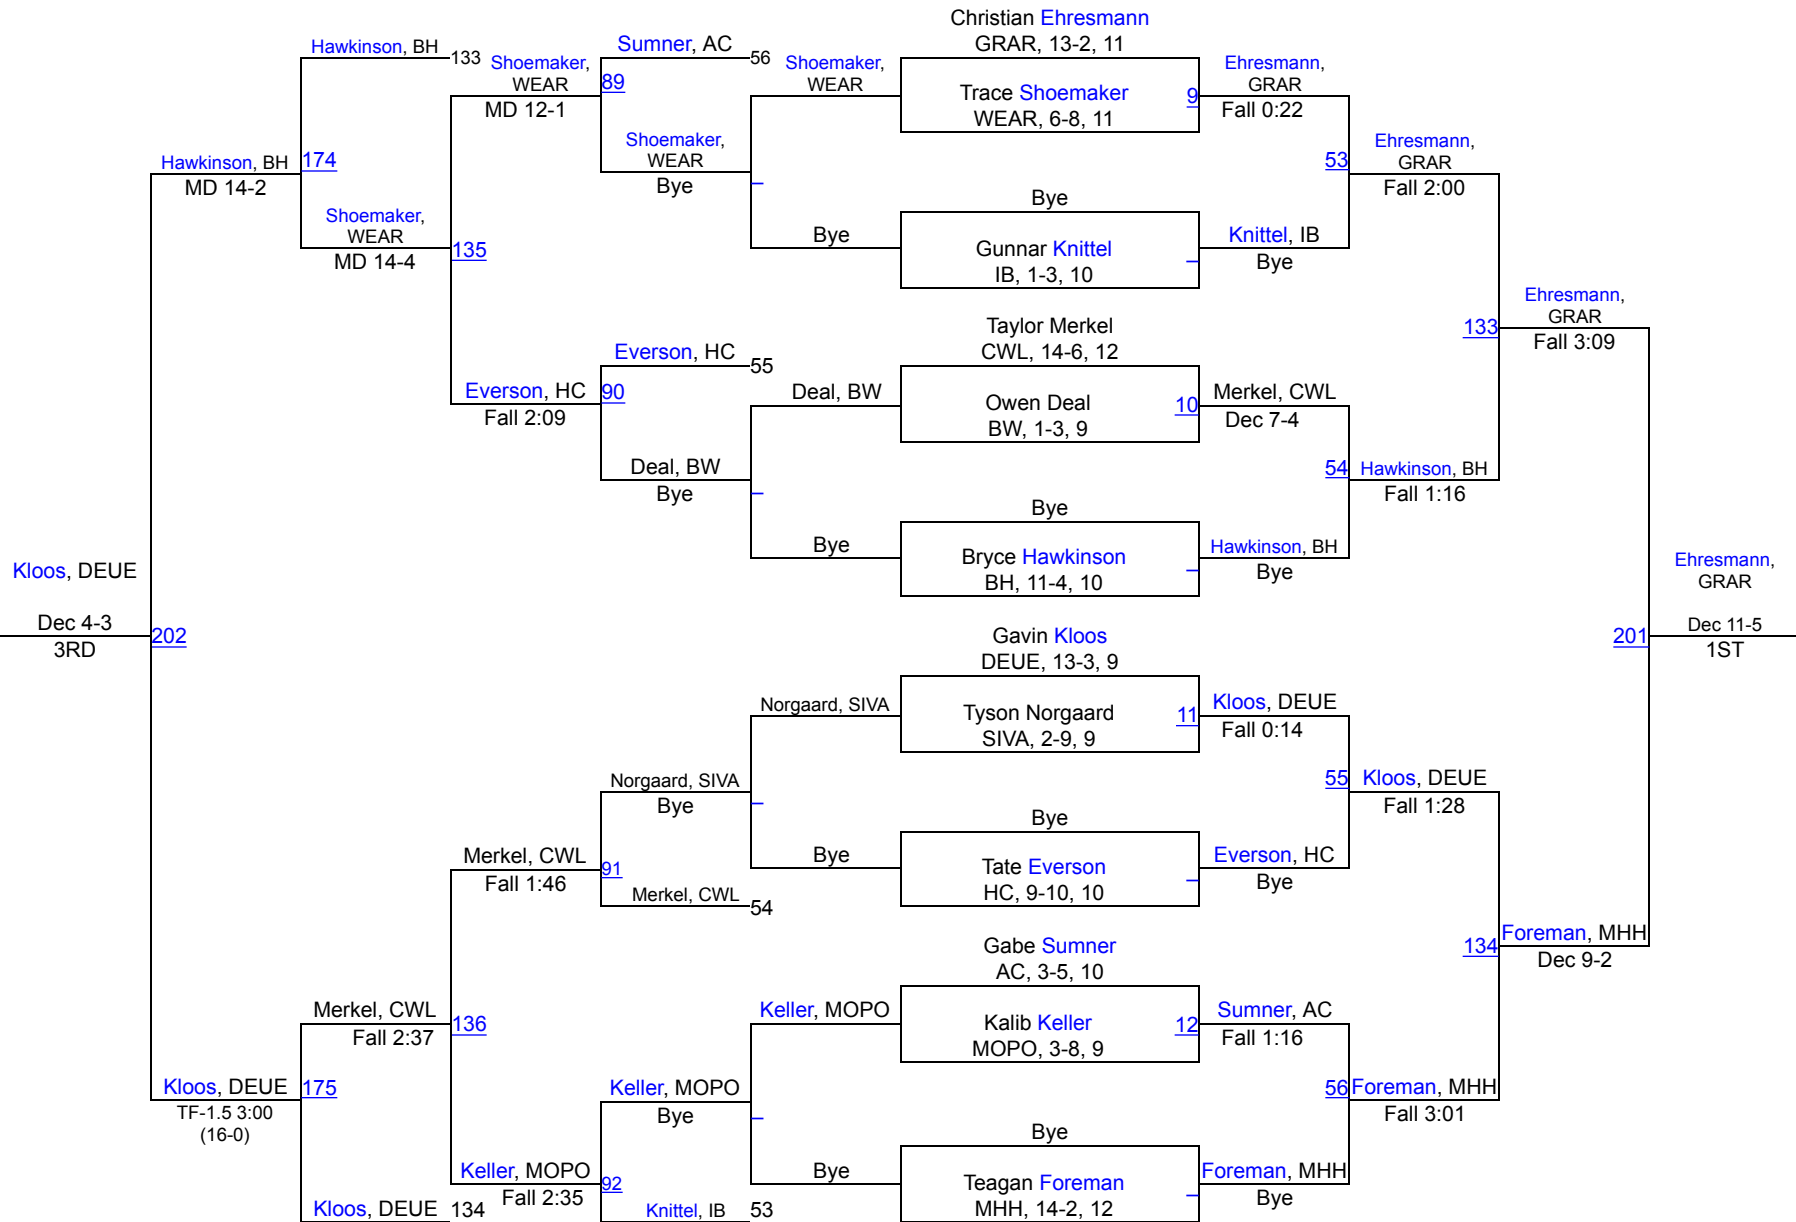 Christian Ehresmann
GRAR, 13-2, 11
Hawkinson, BH
133
Shoemaker,
WEAR
MD 12-1
Sumner, AC
56
89
Shoemaker,
WEAR
Trace Shoemaker
WEAR, 6-8, 11
9
Ehresmann,
GRAR
Fall 0:22
Shoemaker,
WEAR
Bye
–
Hawkinson, BH
MD 14-2
174
53
Ehresmann,
GRAR
Fall 2:00
Shoemaker,
WEAR
MD 14-4
135
Bye
Bye
Gunnar Knittel
IB, 1-3, 10
–
Knittel, IB
Bye
Taylor Merkel
CWL, 14-6, 12
133
Ehresmann,
GRAR
Fall 3:09
Everson, HC
55
Everson, HC
Fall 2:09
90
Deal, BW
Owen Deal
BW, 1-3, 9
10
Merkel, CWL
Dec 7-4
Deal, BW
Bye
–
54
Hawkinson, BH
Fall 1:16
Bye
Bye
Bryce Hawkinson
BH, 11-4, 10
–
Hawkinson, BH
Bye
Kloos, DEUE
Dec 4-3
3RD
202
Ehresmann,
GRAR
201
Dec 11-5
1ST
Gavin Kloos
DEUE, 13-3, 9
Norgaard, SIVA
Tyson Norgaard
SIVA, 2-9, 9
11
Kloos, DEUE
Fall 0:14
Norgaard, SIVA
Bye
–
55
Kloos, DEUE
Fall 1:28
Bye
Merkel, CWL
Fall 1:46
91
Bye
Tate Everson
HC, 9-10, 10
–
Everson, HC
Bye
Merkel, CWL
54
Gabe Sumner
AC, 3-5, 10
134
Foreman, MHH
Dec 9-2
Merkel, CWL
Fall 2:37
136
Keller, MOPO
Kalib Keller
MOPO, 3-8, 9
12
Sumner, AC
Fall 1:16
Kloos, DEUE
TF-1.5 3:00
(16-0)
175
Keller, MOPO
Bye
–
56
Foreman, MHH
Fall 3:01
Bye
Keller, MOPO
Fall 2:35
92
Bye
Teagan Foreman
MHH, 14-2, 12
–
Foreman, MHH
Bye
Kloos, DEUE
134
Knittel, IB
53